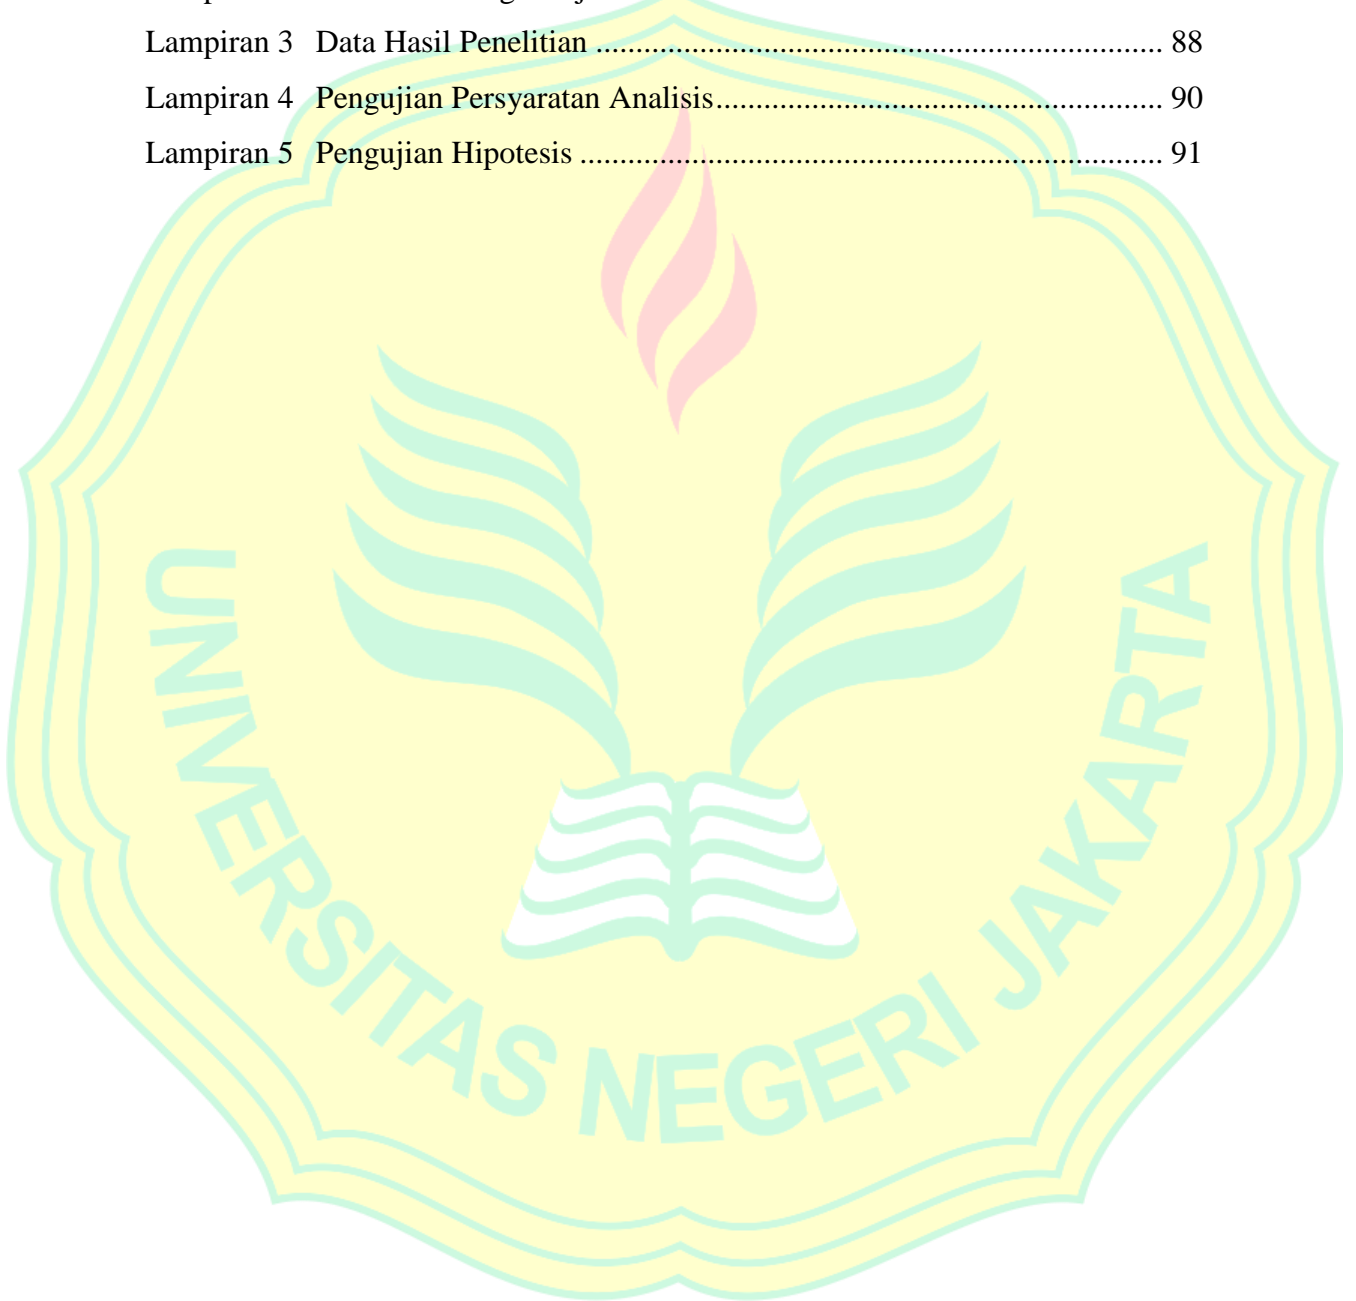 Lampiran 3 Data Hasil Penelitian ........................................................................ 88
Lampiran 4 Pengujian Persyaratan Analisis......................................................... 90
Lampiran 5 Pengujian Hipotesis .......................................................................... 91
UNIVERSITAS NEGERI JAKARTA